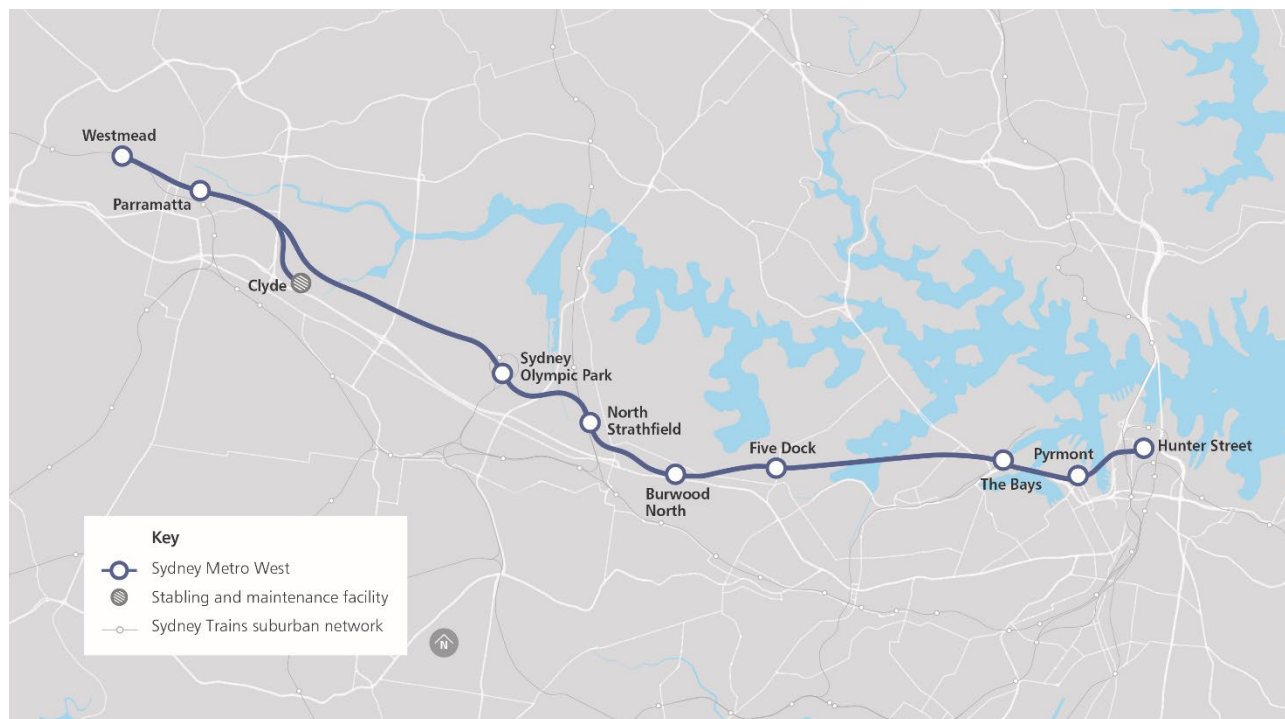 Westmead
Parramatta
Clyde
Sydney
Olympic Park
North
Strathfield
Five Dock
Burwood
North
Pyrmont
Hunter Street
The Bays
Key
Sydney Metro West
Stabling and maintenance facility
Sydney Trains suburban network
N